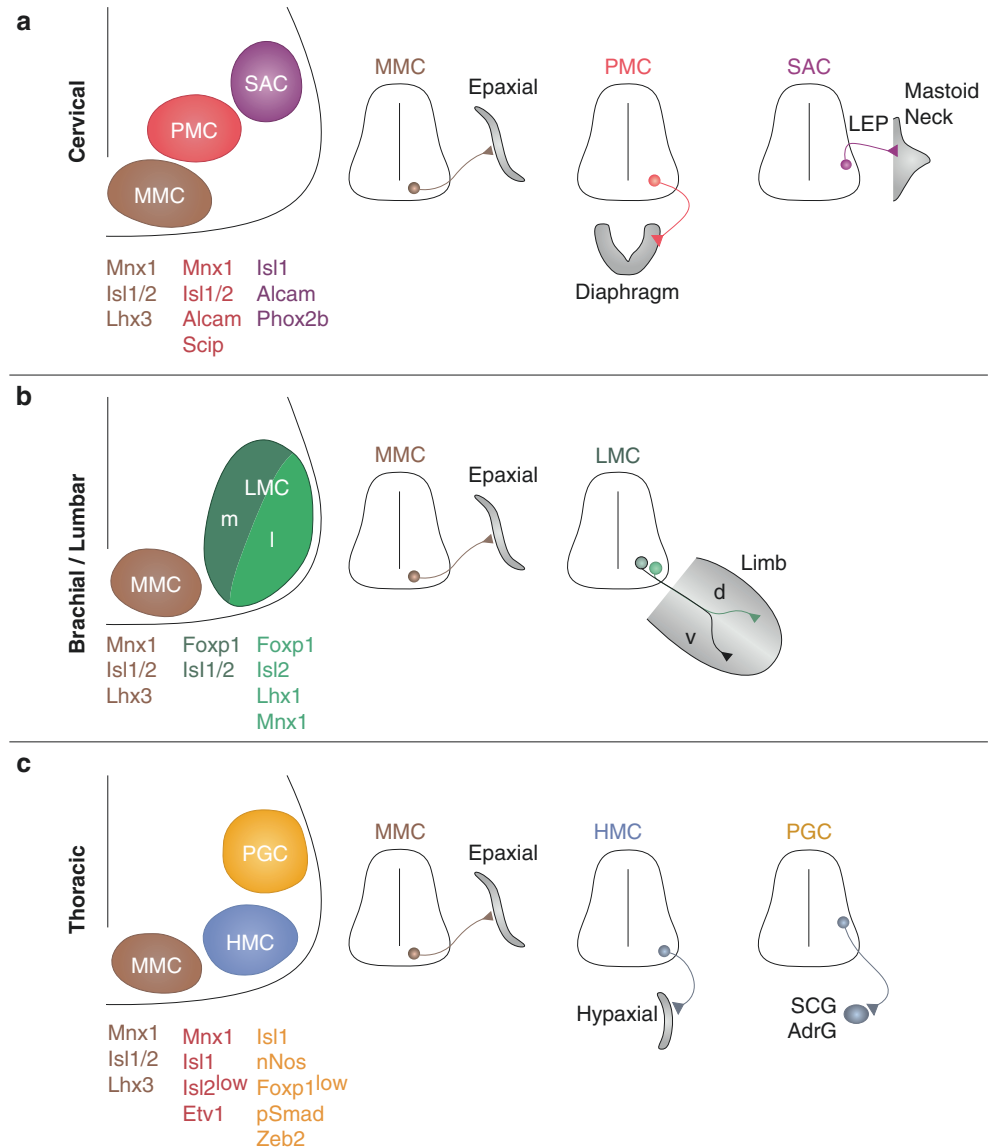 a
Cervical
SAC
PMC
MMC
Mnx1
Isl1/2
Lhx3
Mnx1
Isl1/2
Alcam
Scip
Isl1
Alcam
Phox2b
MMC
Epaxial
PMC
Diaphragm
SAC
LEP
Mastoid
Neck
b
Brachial / Lumbar
LMC
m
l
MMC
Mnx1
Isl1/2
Lhx3
Foxp1
Isl1/2
Foxp1
Isl2
Lhx1
Mnx1
MMC
Epaxial
LMC
Limb
d
v
c
Thoracic
PGC
HMC
MMC
Mnx1
Isl1/2
Lhx3
Mnx1
Isl1
Isl2low
Etv1
Isl1
nNos
Foxp1low
pSmad
Zeb2
MMC
Epaxial
HMC
Hypaxial
PGC
SCG
AdrG